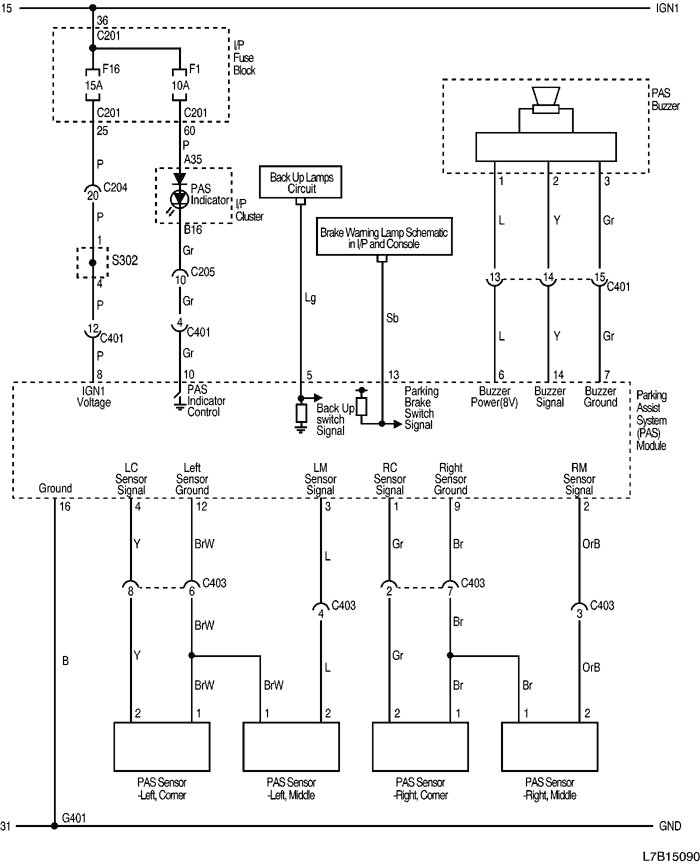 15
IGN1
36
C201
I/P
Fuse
Block
F16
F1
15A
10A
C201
C201
25
60
PAS
Buzzer
P
P
A35
PAS
Indicator
I/P
Cluster
B16
C204
20
Back Up Lamps
Circuit
1
2
3
Brake Warning Lamp Schematic
in I/P and Console
P
L
Y
Gr
1
S302
4
Gr
C205
10
13
14
15
C401
P
Gr
Lg
Sb
12
C401
4
C401
L
Y
Gr
P
Gr
8
10
5
13
6
14
7
IGN1
Voltage
PAS
Indicator
Control
Back Up
switch
Signal
Parking
Brake
Switch
Signal
Buzzer
Power(8V)
Buzzer
Signal
Buzzer
Ground
Parking
Assist
System
(PAS)
Module
Ground
LC
Sensor
Signal
Left
Sensor
Ground
LM
Sensor
Signal
RC
Sensor
Signal
Right
Sensor
Ground
RM
Sensor
Signal
16
4
12
3
1
9
2
Y
BrW
L
Gr
Br
OrB
8
6
C403
2
7
C403
4
C403
3
C403
BrW
Br
B
Y
L
Gr
OrB
BrW
BrW
Br
Br
2
1
1
2
2
1
1
2
PAS Sensor
-Left, Corner
PAS Sensor
-Left, Middle
PAS Sensor
-Right, Corner
PAS Sensor
-Right, Middle
31
G401
GND
L7B15090